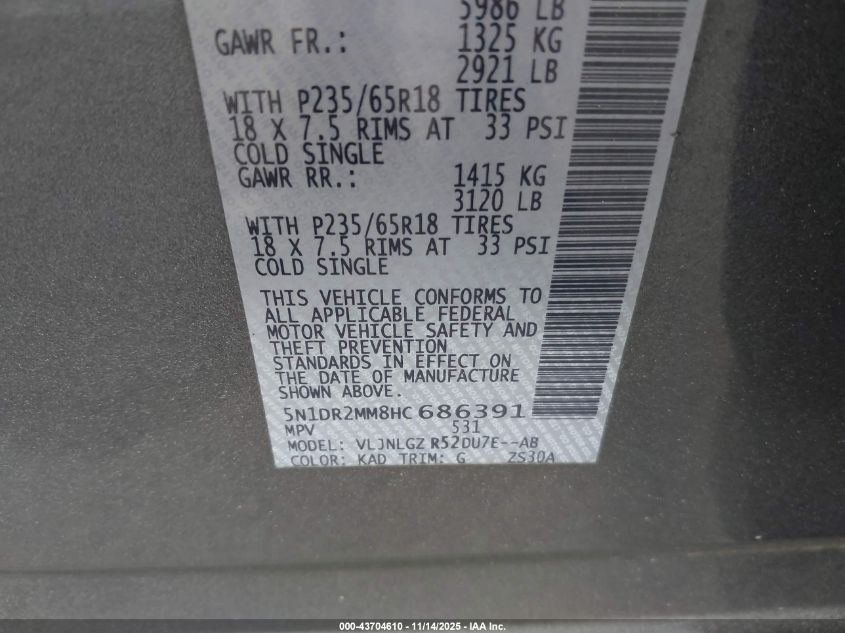 5986 LB
GAWR FR.: 1325 KG
2921 LB
WITH P235/65R18 TIRES
18 X 7.5 RIMS AT 33 PSI
COLD SINGLE
GAWR RR.: 1415 KG
3120 LB
WITH P235/65R18 TIRES
18 X 7.5 RIMS AT 33 PSI
COLD SINGLE
THIS VEHICLE CONFORMS TO
ALL APPLICABLE FEDERAL
MOTOR VEHICLE SAFETY AND
THEFT PREVENTION
STANDARDS IN EFFECT ON
THE DATE OF MANUFACTURE
SHOWN ABOVE.
5N1DR2MM8HC686391
MPV 531
MODEL: VLJNLGZ R52DU7E--AB
COLOR: KAD TRIM: G ZS30A
000-43704610 - 11/14/2025 - IAA Inc.